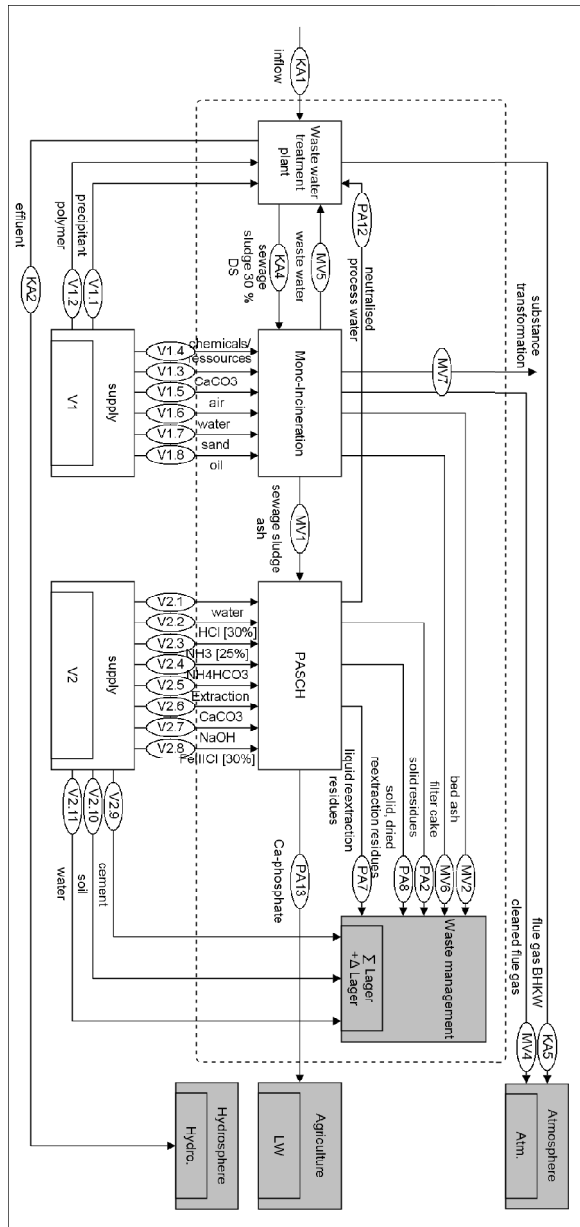 KA1
inflow
Waste water
treatment
plant
KA2
effluent
V1.2
polymer
V1.1
precipitant
KA4
sewage
sludge 30 %
DS
MV5
waste water
PA12
neutralised
process water
substance
transformation
MV7
supply
V1
V1.4
chemicals/
ressources
V1.3
CaCO3
V1.5
air
V1.6
water
V1.7
sand
V1.8
oil
Mono-Incineration
MV1
sewage sludge
ash
supply
V2
V2.1
water
V2.2
HCl [30%]
V2.3
NH3 [25%]
V2.4
NH4HCO3
V2.5
Extraction
V2.6
CaCO3
V2.7
NaOH
V2.8
Fe(II)Cl [30%]
PASCH
V2.9
cement
V2.10
soil
V2.11
water
PA13
Ca-phosphate
PA7
liquid reextraction
residues
PA8
solid, dried
reextraction residues
PA2
solid residues
MV6
filter cake
MV2
bed ash
Waste management
∑ Lager
+Δ Lager
MV4
cleaned flue gas
KA5
flue gas BHKW
Atmosphere
Atm.
Agriculture
LW
Hydrosphere
Hydro.